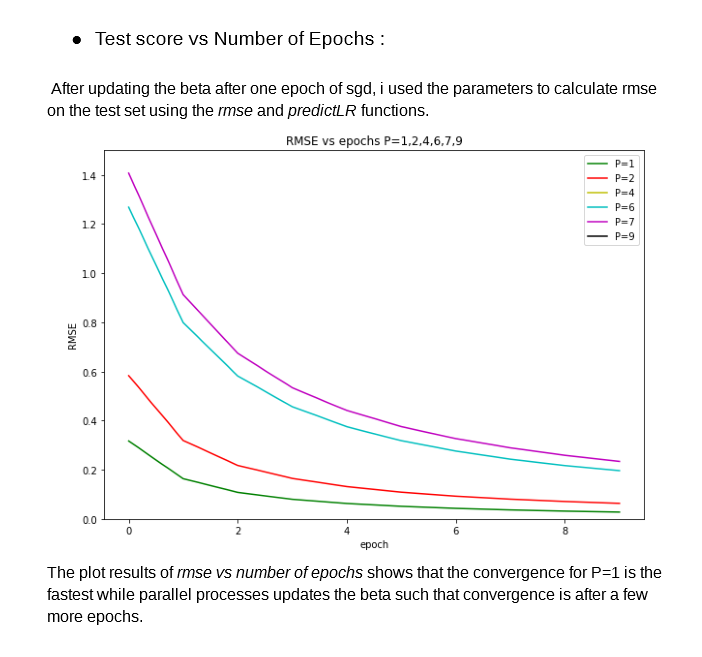 ● Test score vs Number of Epochs :
After updating the beta after one epoch of sgd, i used the parameters to calculate rmse
on the test set using the rmse and predictLR functions.
RMSE vs epochs P=1,2,4,6,7,9
P=1
P=2
P=4
P=6
P=7
P=9
1.4
1.2
1.0
0.8
0.6
0.4
0.2
0.0
RMSE
0 2 4 6 8
epoch
The plot results of rmse vs number of epochs shows that the convergence for P=1 is the
fastest while parallel processes updates the beta such that convergence is after a few
more epochs.